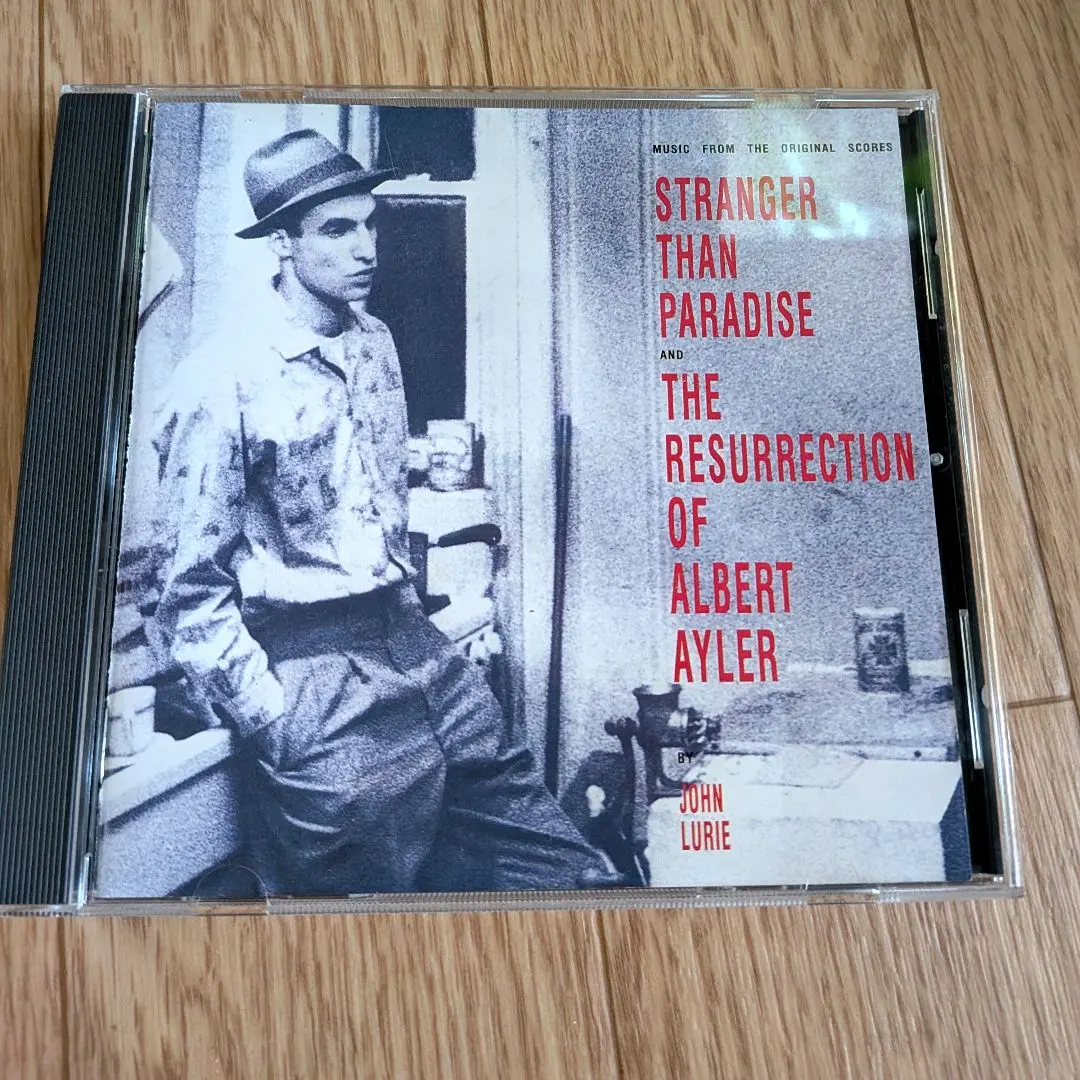 MUSIC FROM THE ORIGINAL SCORES
STRANGER
THAN
PARADISE
AND
THE
RESURRECTION
OF
ALBERT
AYLER
BY
JOHN
LURIE